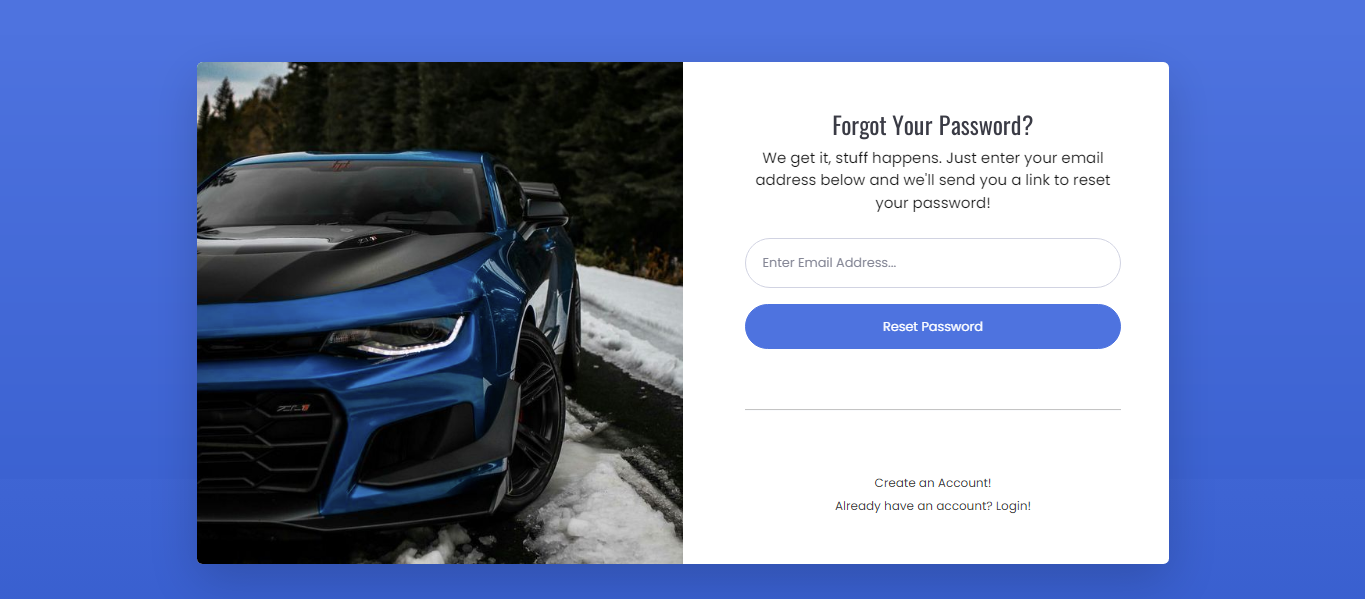 Forgot Your Password?
We get it, stuff happens. Just enter your email
address below and we'll send you a link to reset
your password!
Enter Email Address...
Reset Password
ZL1
Create an Account!
Already have an account? Login!